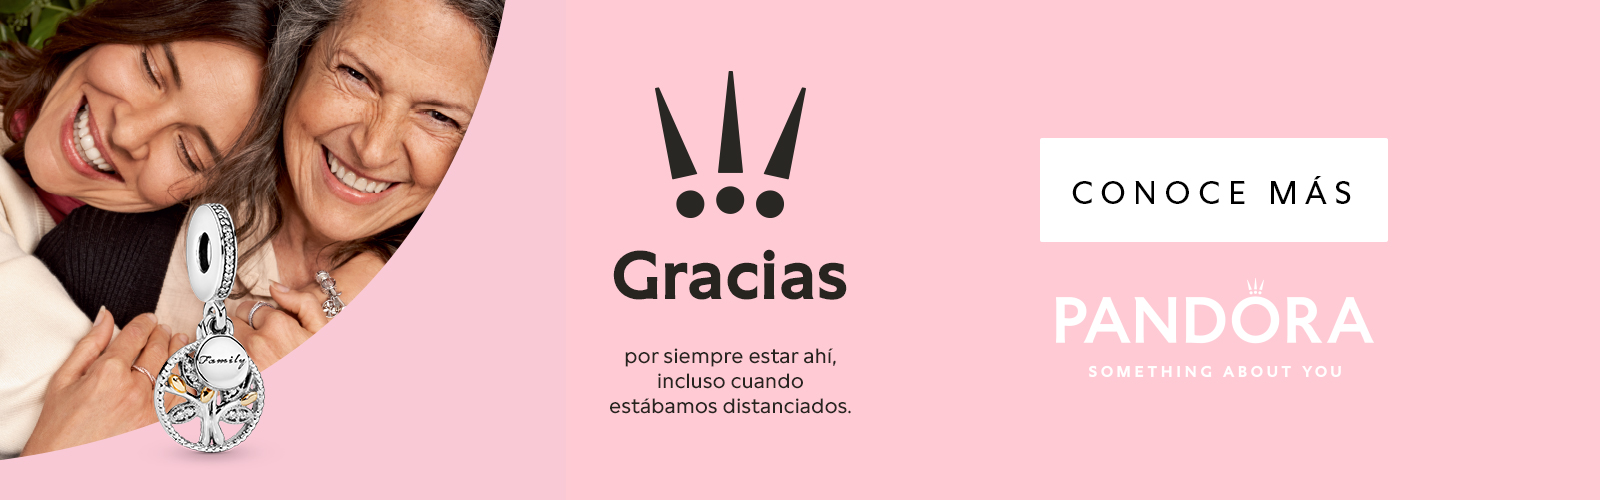 Family
Gracias
por siempre estar ahí,
incluso cuando
estábamos distanciados.
CONOCE MÁS
PANDORA
SOMETHING ABOUT YOU